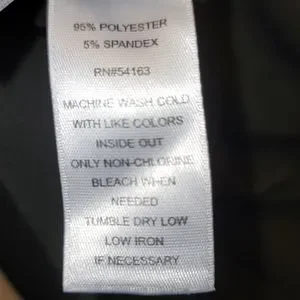 95% POLYESTER
5% SPANDEX
RN#54163
MACHINE WASH COLD
WITH LIKE COLORS
INSIDE OUT
ONLY NON-CHLORINE
BLEACH WHEN
NEEDED
TUMBLE DRY LOW
LOW IRON
IF NECESSARY